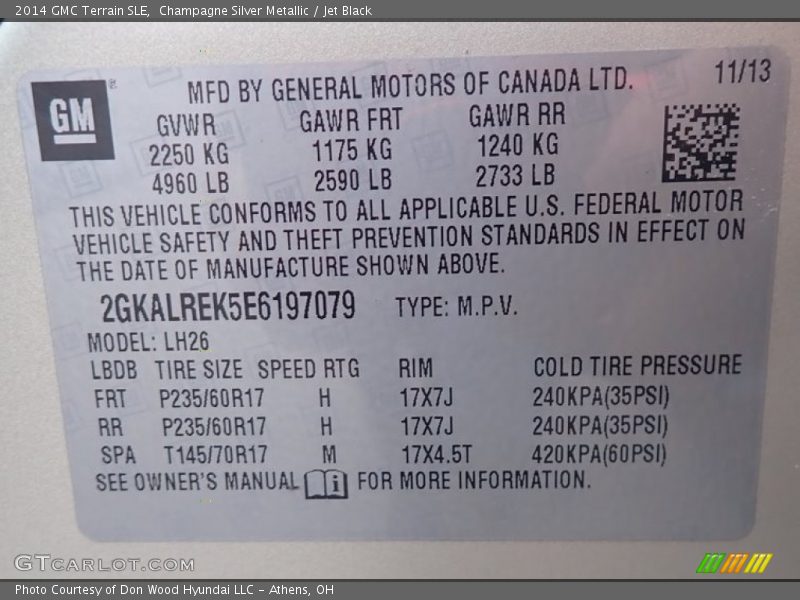 2014 GMC Terrain SLE,  Champagne Silver Metallic / Jet Black
GM ® MFD BY GENERAL MOTORS OF CANADA LTD. 11/13
GVWR GAWR FRT GAWR RR
2250 KG 1175 KG 1240 KG
4960 LB 2590 LB 2733 LB
THIS VEHICLE CONFORMS TO ALL APPLICABLE U.S. FEDERAL MOTOR
VEHICLE SAFETY AND THEFT PREVENTION STANDARDS IN EFFECT ON
THE DATE OF MANUFACTURE SHOWN ABOVE.
2GKALREK5E6197079 TYPE: M.P.V.
MODEL: LH26
LBDB TIRE SIZE SPEED RTG RIM COLD TIRE PRESSURE
FRT P235/60R17 H 17X7J 240KPA(35PSI)
RR P235/60R17 H 17X7J 240KPA(35PSI)
SPA T145/70R17 M 17X4.5T 420KPA(60PSI)
SEE OWNER'S MANUAL i FOR MORE INFORMATION.
GTCARLOT.COM
Photo Courtesy of Don Wood Hyundai LLC - Athens, OH